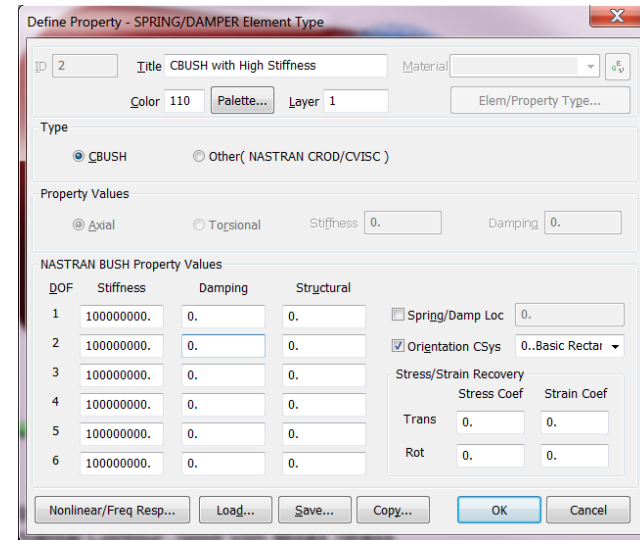 Define Property - SPRING/DAMPER Element Type
ID 2 Title CBUSH with High Stiffness Material
Color 110 Palette... Layer 1 Elem/Property Type...
Type
CBUSH Other( NASTRAN CROD/CVISC )
Property Values
Axial Torsional Stiffness 0. Damping 0.
NASTRAN BUSH Property Values
DOF Stiffness Damping Structural
1 100000000. 0. 0. Spring/Damp Loc 0.
2 100000000. 0. 0. Orientation CSys 0..Basic Rectar
3 100000000. 0. 0. Stress/Strain Recovery
Stress Coef Strain Coef
4 100000000. 0. 0. Trans 0. 0.
5 100000000. 0. 0.
6 100000000. 0. 0. Rot 0. 0.
Nonlinear/Freq Resp... Load... Save... Copy... OK Cancel